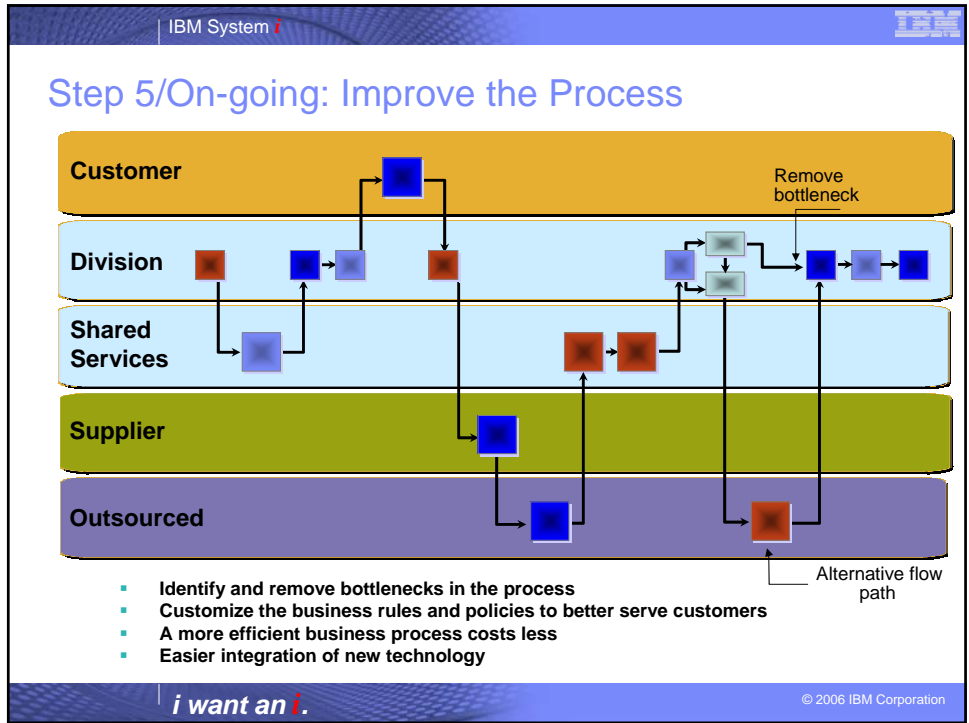 IBM System i
IBM
Step 5/On-going: Improve the Process
Customer
Remove
bottleneck
Division
Shared
Services
Supplier
Outsourced
Alternative flow
path
Identify and remove bottlenecks in the process
Customize the business rules and policies to better serve customers
A more efficient business process costs less
Easier integration of new technology
i want an i.
© 2006 IBM Corporation